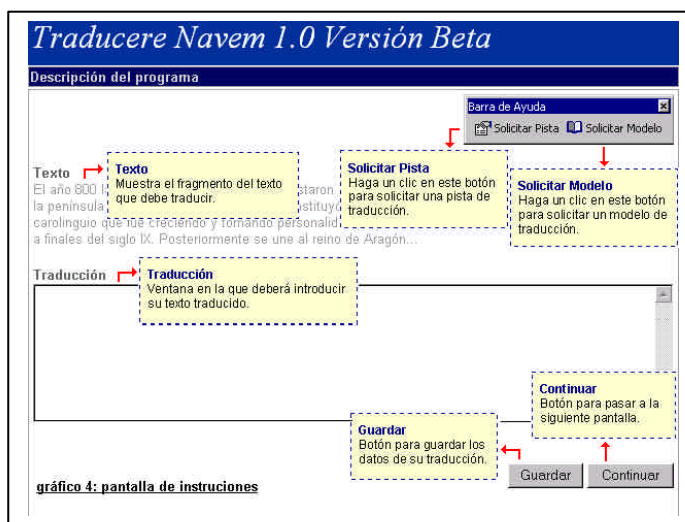 Traducere Navem 1.0 Versión Beta
Descripción del programa
Barra de Ayuda
Solicitar Pista Solicitar Modelo
Texto
El año 800 l
la península
carolinguio que fue creciendo y tomando personalid
a finales del siglo IX. Posteriormente se une al reino de Aragón...
Texto
Muestra el fragmento del texto
que debe traducir.
Solicitar Pista
Haga un clic en este botón
para solicitar una pista de
traducción.
Solicitar Modelo
Haga un clic en este botón
para solicitar un modelo de
traducción.
Traducción
Traducción
Ventana en la que deberá introducir
su texto traducido.
Continuar
Botón para pasar a la
siguiente pantalla.
Guardar
Botón para guardar los
datos de su traducción.
Guardar Continuar
gráfico 4: pantalla de instruciones